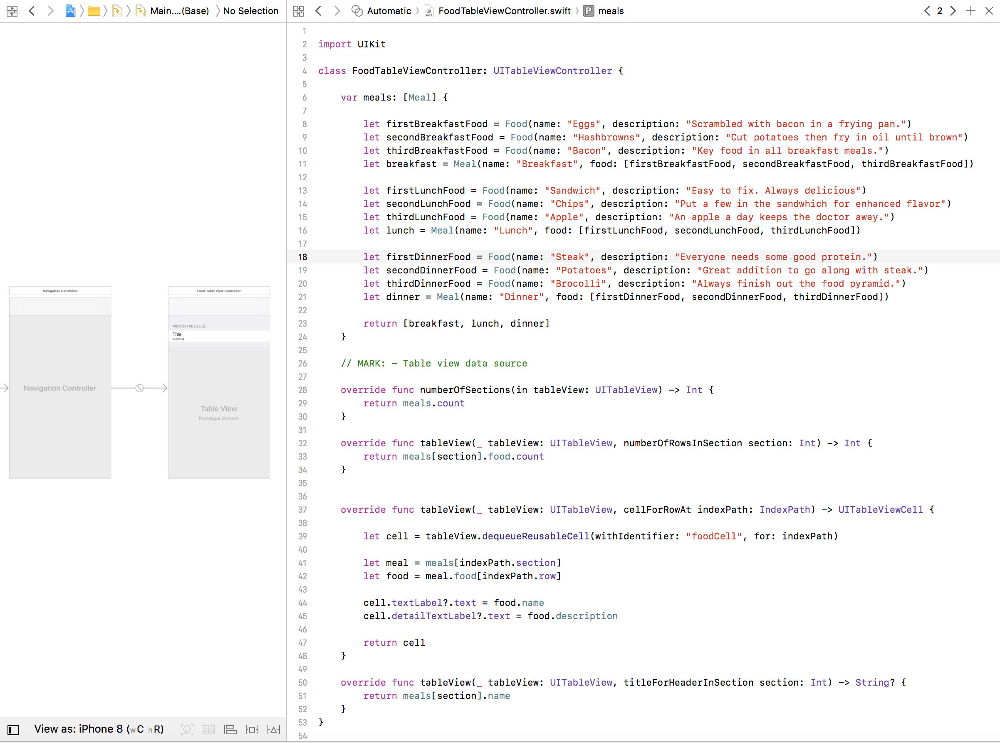 Main....(Base) No Selection
Automatic FoodTableViewController.swift P meals 2
Navigation Controller
Food Table View Controller
PROTOTYPE CELLS
Title
Subtitle
Navigation Controller
Table View
Prototype Content
View as: iPhone 8 (wC hR)
1
2 import UIKit
3
4 class FoodTableViewController: UITableViewController {
5
6 var meals: [Meal] {
7
8 let firstBreakfastFood = Food(name: "Eggs", description: "Scrambled with bacon in a frying pan.")
9 let secondBreakfastFood = Food(name: "Hashbrowns", description: "Cut potatoes then fry in oil until brown")
10 let thirdBreakfastFood = Food(name: "Bacon", description: "Key food in all breakfast meals.")
11 let breakfast = Meal(name: "Breakfast", food: [firstBreakfastFood, secondBreakfastFood, thirdBreakfastFood])
12
13 let firstLunchFood = Food(name: "Sandwich", description: "Easy to fix. Always delicious")
14 let secondLunchFood = Food(name: "Chips", description: "Put a few in the sandwhich for enhanced flavor")
15 let thirdLunchFood = Food(name: "Apple", description: "An apple a day keeps the doctor away.")
16 let lunch = Meal(name: "Lunch", food: [firstLunchFood, secondLunchFood, thirdLunchFood])
17
18 let firstDinnerFood = Food(name: "Steak", description: "Everyone needs some good protein.")
19 let secondDinnerFood = Food(name: "Potatoes", description: "Great addition to go along with steak.")
20 let thirdDinnerFood = Food(name: "Brocolli", description: "Always finish out the food pyramid.")
21 let dinner = Meal(name: "Dinner", food: [firstDinnerFood, secondDinnerFood, thirdDinnerFood])
22
23 return [breakfast, lunch, dinner]
24 }
25
26 // MARK: - Table view data source
27
28 override func numberOfSections(in tableView: UITableView) -> Int {
29 return meals.count
30 }
31
32 override func tableView(_ tableView: UITableView, numberOfRowsInSection section: Int) -> Int {
33 return meals[section].food.count
34 }
35
36
37 override func tableView(_ tableView: UITableView, cellForRowAt indexPath: IndexPath) -> UITableViewCell {
38
39 let cell = tableView.dequeueReusableCell(withIdentifier: "foodCell", for: indexPath)
40
41 let meal = meals[indexPath.section]
42 let food = meal.food[indexPath.row]
43
44 cell.textLabel?.text = food.name
45 cell.detailTextLabel?.text = food.description
46
47 return cell
48 }
49
50 override func tableView(_ tableView: UITableView, titleForHeaderInSection section: Int) -> String? {
51 return meals[section].name
52 }
53 }
54